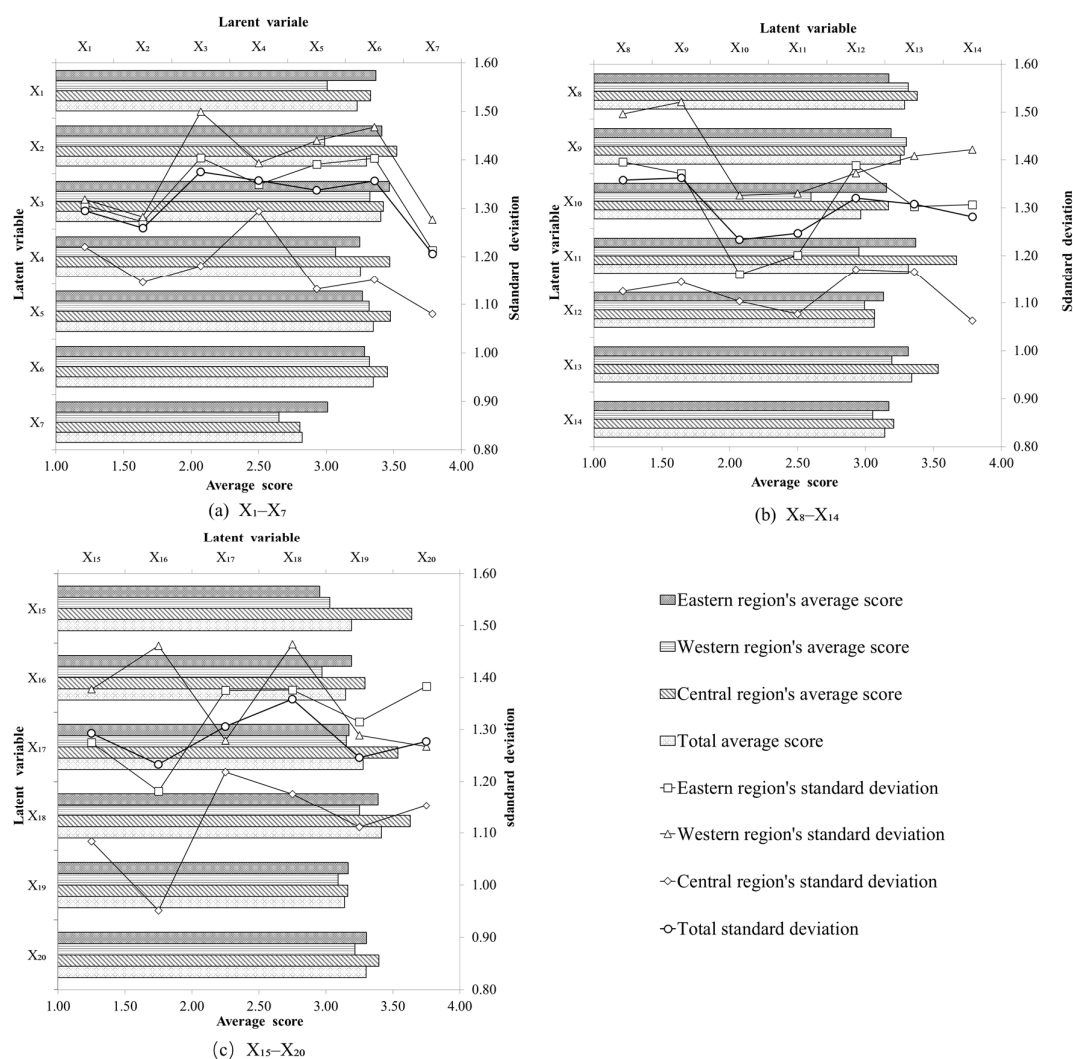 Larent variale
X₁ X₂ X₃ X₄ X₅ X₆ X₇
1.60
1.50
1.40
1.30
1.20
1.10
1.00
0.90
0.80
Sdandard deviation
Latent vriable
X₁
X₂
X₃
X₄
X₅
X₆
X₇
1.00 1.50 2.00 2.50 3.00 3.50 4.00
Average score
(a) X₁–X₇
Latent variable
X₈ X₉ X₁₀ X₁₁ X₁₂ X₁₃ X₁₄
1.60
1.50
1.40
1.30
1.20
1.10
1.00
0.90
0.80
Sdandard deviation
Latent variable
X₈
X₉
X₁₀
X₁₁
X₁₂
X₁₃
X₁₄
1.00 1.50 2.00 2.50 3.00 3.50 4.00
Average score
(b) X₈–X₁₄
Latent variable
X₁₅ X₁₆ X₁₇ X₁₈ X₁₉ X₂₀
1.60
1.50
1.40
1.30
1.20
1.10
1.00
0.90
0.80
sdandard deviation
Latent variable
X₁₅
X₁₆
X₁₇
X₁₈
X₁₉
X₂₀
1.00 2.00 3.00 4.00
Average score
(c) X₁₅–X₂₀
Eastern region's average score
Western region's average score
Central region's average score
Total average score
Eastern region's standard deviation
Western region's standard deviation
Central region's standard deviation
Total standard deviation